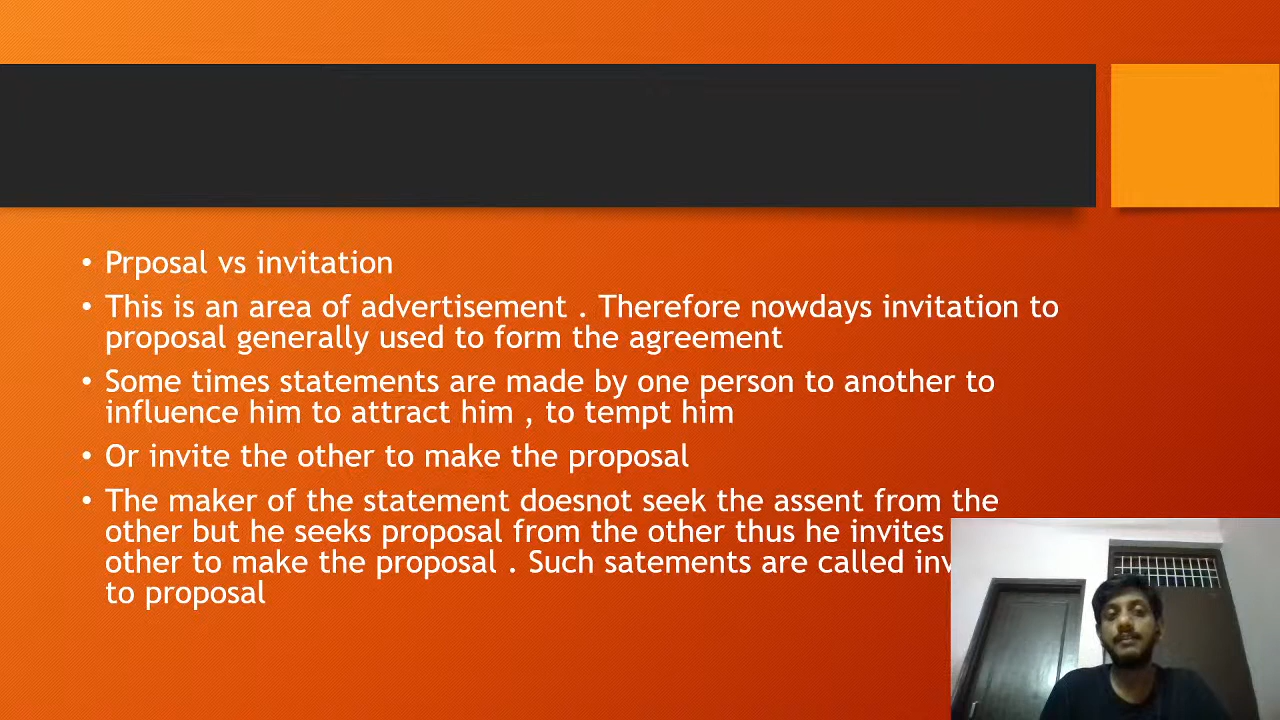 • Prposal vs invitation
• This is an area of advertisement . Therefore nowdays invitation to
proposal generally used to form the agreement
• Some times statements are made by one person to another to
influence him to attract him , to tempt him
• Or invite the other to make the proposal
• The maker of the statement doesnot seek the assent from the
other but he seeks proposal from the other thus he invites
other to make the proposal . Such satements are called inv
to proposal